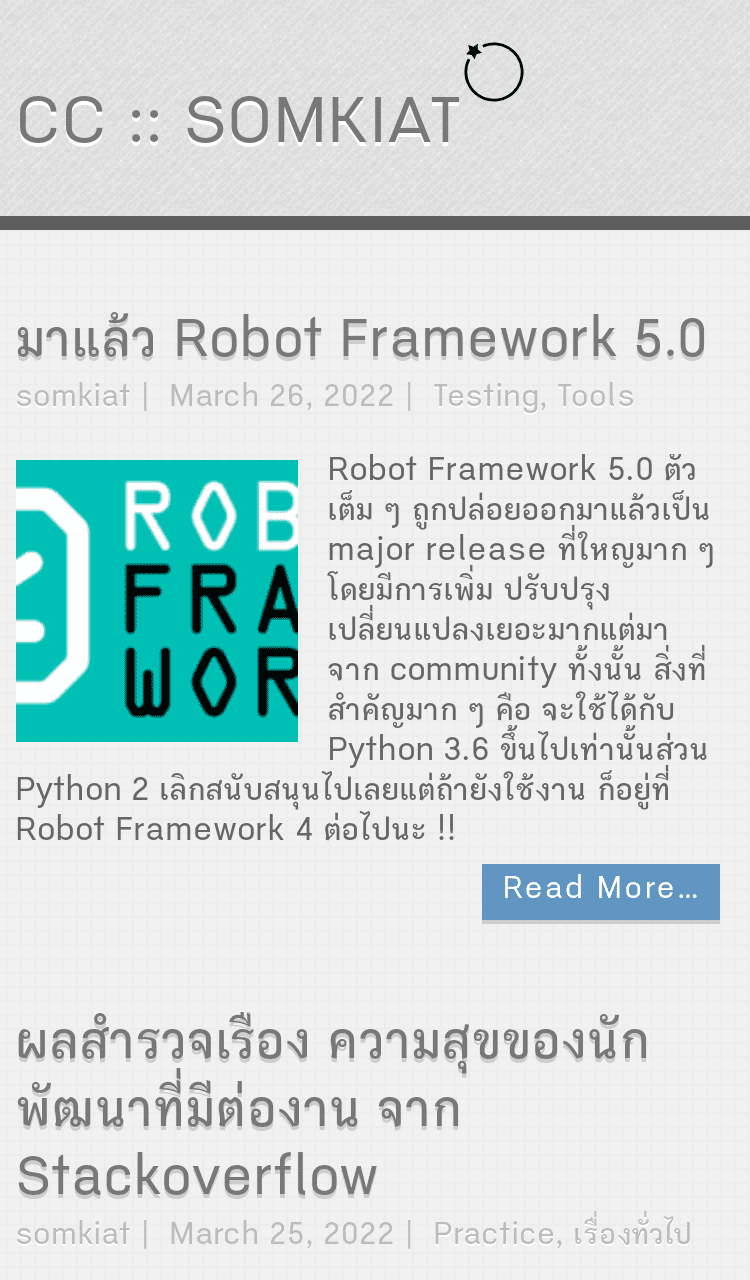 CC :: SOMKIAT
มาแล้ว Robot Framework 5.0
somkiat | March 26, 2022 | Testing, Tools
ROB
FRA
WOR
Robot Framework 5.0 ตัว
เต็ม ๆ ถูกปล่อยออกมาแล้วเป็น
major release ที่ใหญมาก ๆ
โดยมีการเพิ่ม ปรับปรุง
เปลี่ยนแปลงเยอะมากแต่มา
จาก community ทั้งนั้น สิ่งที่
สำคัญมาก ๆ คือ จะใช้ได้กับ
Python 3.6 ขึ้นไปเท่านั้นส่วน
Python 2 เลิกสนับสนุนไปเลยแต่ถ้ายังใช้งาน ก็อยู่ที่
Robot Framework 4 ต่อไปนะ !!
Read More…
ผลสำรวจเรือง ความสุขของนัก
พัฒนาที่มีต่องาน จาก
Stackoverflow
somkiat | March 25, 2022 | Practice, เรื่องทั่วไป